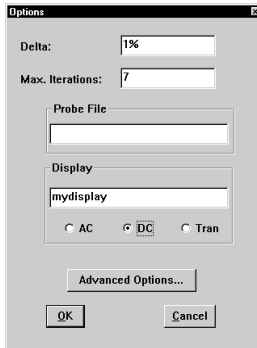 Options
Delta: 1%
Max. Iterations: 7
Probe File
Display
mydisplay
AC DC Tran
Advanced Options...
OK Cancel